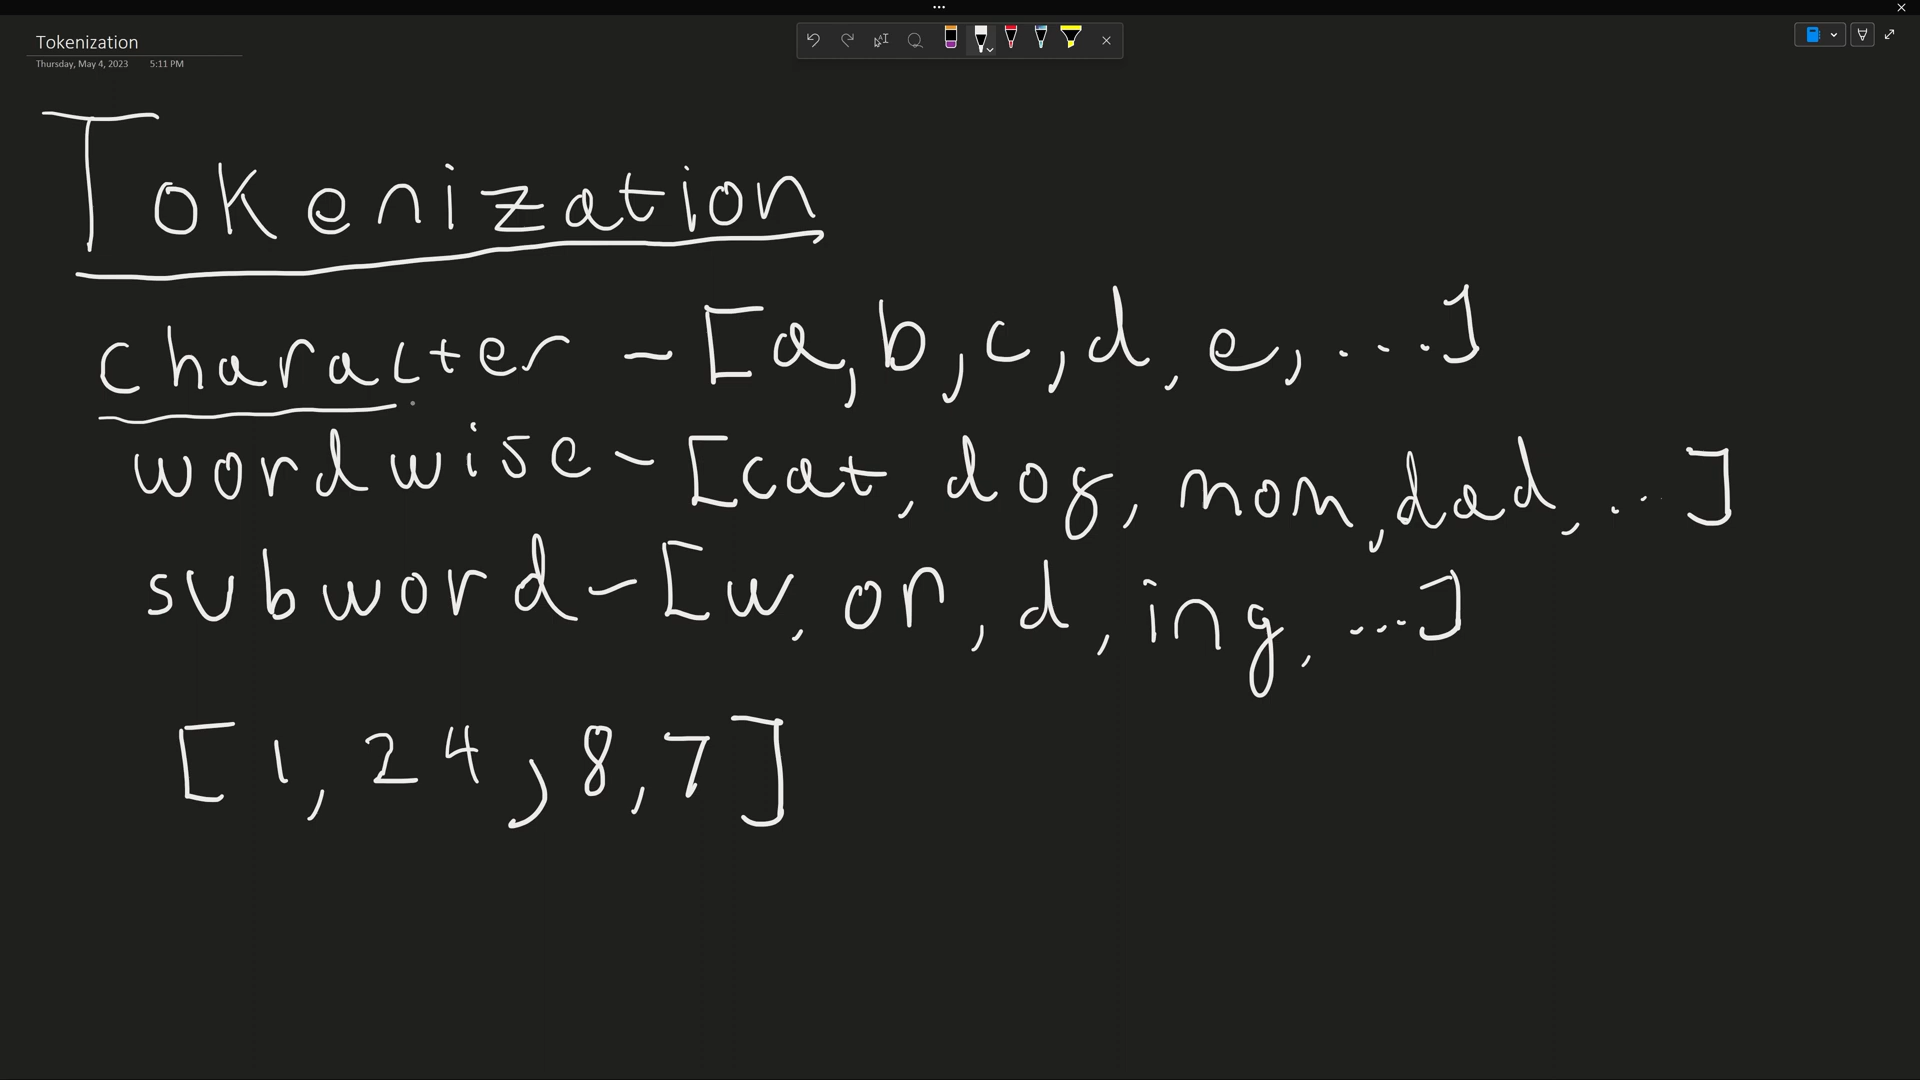 Tokenization
Thursday, May 4, 2023 5:11 PM
Tokenization
character - [a, b, c, d, e, ...]
wordwise - [cat, dog, mom, dad, ...]
subword - [w, or, d, ing, ...]
[1, 24, 8, 7]